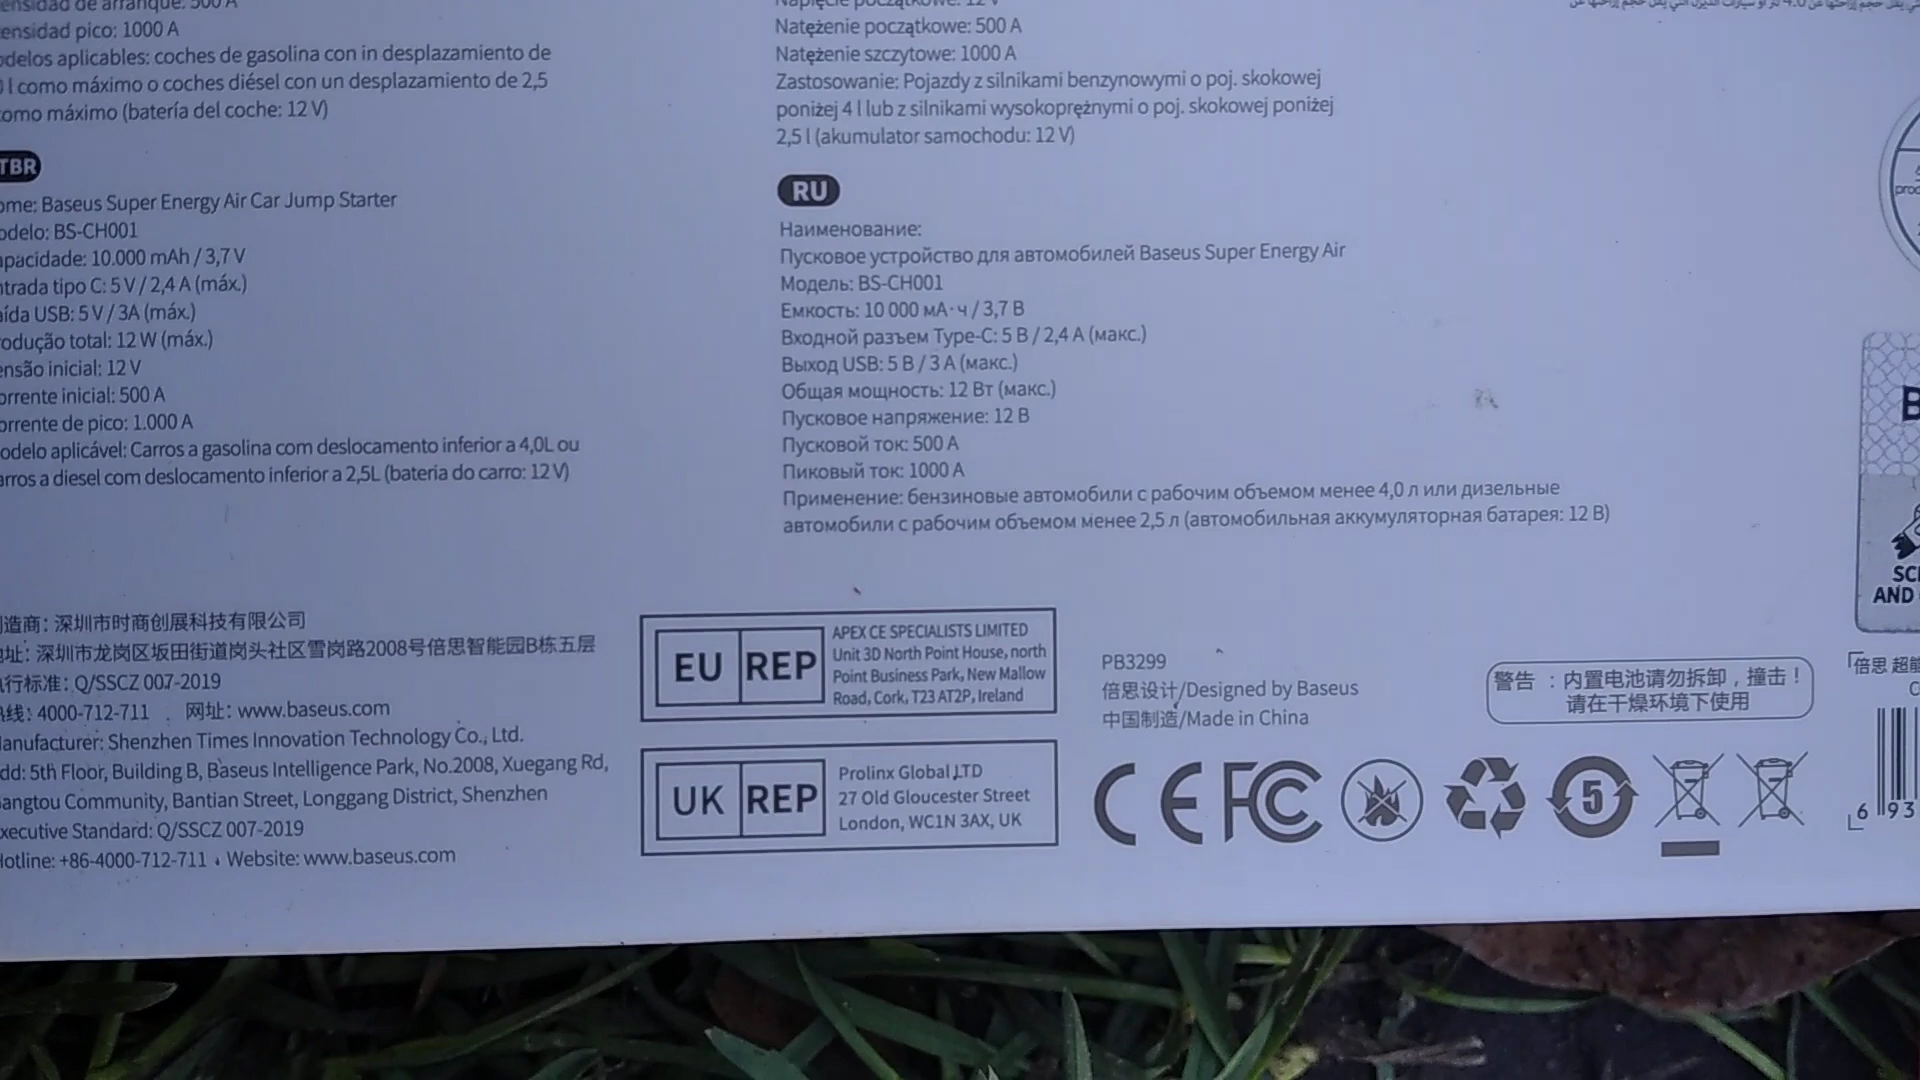 ensidad de arranque: 500 A
ensidad pico: 1000 A
delos aplicables: coches de gasolina con in desplazamiento de
l como máximo o coches diésel con un desplazamiento de 2,5
omo máximo (batería del coche: 12 V)
TBR
ome: Baseus Super Energy Air Car Jump Starter
odelo: BS-CH001
apacidade: 10.000 mAh / 3,7 V
ntrada tipo C: 5 V / 2,4 A (máx.)
aída USB: 5 V / 3A (máx.)
rodução total: 12 W (máx.)
ensão inicial: 12 V
orrente inicial: 500 A
orrente de pico: 1.000 A
odelo aplicável: Carros a gasolina com deslocamento inferior a 4,0L ou
arros a diesel com deslocamento inferior a 2,5L (bateria do carro: 12 V)
Napięcie początkowe: 12 V
Natężenie początkowe: 500 A
Natężenie szczytowe: 1000 A
Zastosowanie: Pojazdy z silnikami benzynowymi o poj. skokowej
poniżej 4 l lub z silnikami wysokoprężnymi o poj. skokowej poniżej
2,5 l (akumulator samochodu: 12 V)
RU
Наименование:
Пусковое устройство для автомобилей Baseus Super Energy Air
Модель: BS-CH001
Емкость: 10 000 мА·ч / 3,7 В
Входной разъем Type-C: 5 В / 2,4 А (макс.)
Выход USB: 5 В / 3 А (макс.)
Общая мощность: 12 Вт (макс.)
Пусковое напряжение: 12 В
Пусковой ток: 500 А
Пиковый ток: 1000 А
Применение: бензиновые автомобили с рабочим объемом менее 4,0 л или дизельные
автомобили с рабочим объемом менее 2,5 л (автомобильная аккумуляторная батарея: 12 В)
造商: 深圳市时商创展科技有限公司
址: 深圳市龙岗区坂田街道岗头社区雪岗路2008号倍思智能园B栋五层
行标准: Q/SSCZ 007-2019
线: 4000-712-711 网址: www.baseus.com
anufacturer: Shenzhen Times Innovation Technology Co., Ltd.
dd: 5th Floor, Building B, Baseus Intelligence Park, No.2008, Xuegang Rd,
angtou Community, Bantian Street, Longgang District, Shenzhen
xecutive Standard: Q/SSCZ 007-2019
Hotline: +86-4000-712-711 Website: www.baseus.com
EU REP
APEX CE SPECIALISTS LIMITED
Unit 3D North Point House, north
Point Business Park, New Mallow
Road, Cork, T23 AT2P, Ireland
UK REP
Prolinx Global LTD
27 Old Gloucester Street
London, WC1N 3AX, UK
PB3299
倍思设计/Designed by Baseus
中国制造/Made in China
警告 : 内置电池请勿拆卸，撞击!
请在干燥环境下使用
CE FC
5
B
SC
AND
倍思 超能
6 93